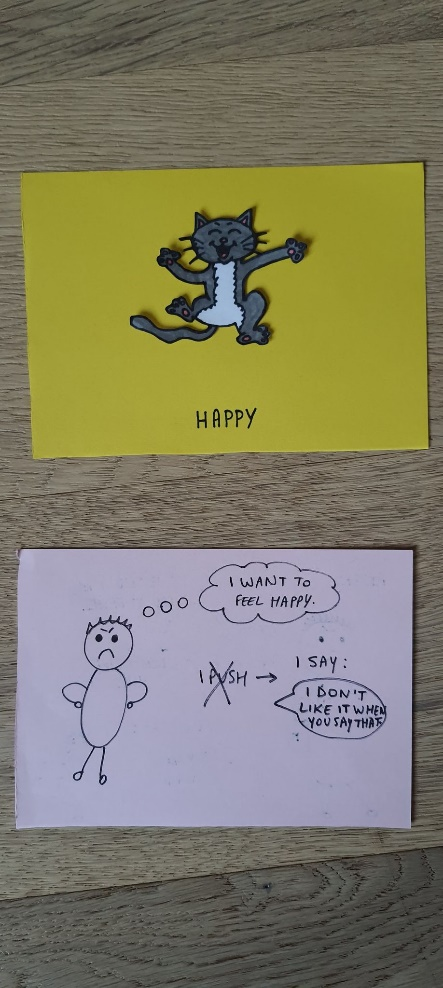 HAPPY
I WANT TO
FEEL HAPPY.
I PUSH → I SAY:
I DON'T
LIKE IT WHEN
YOU SAY THAT.